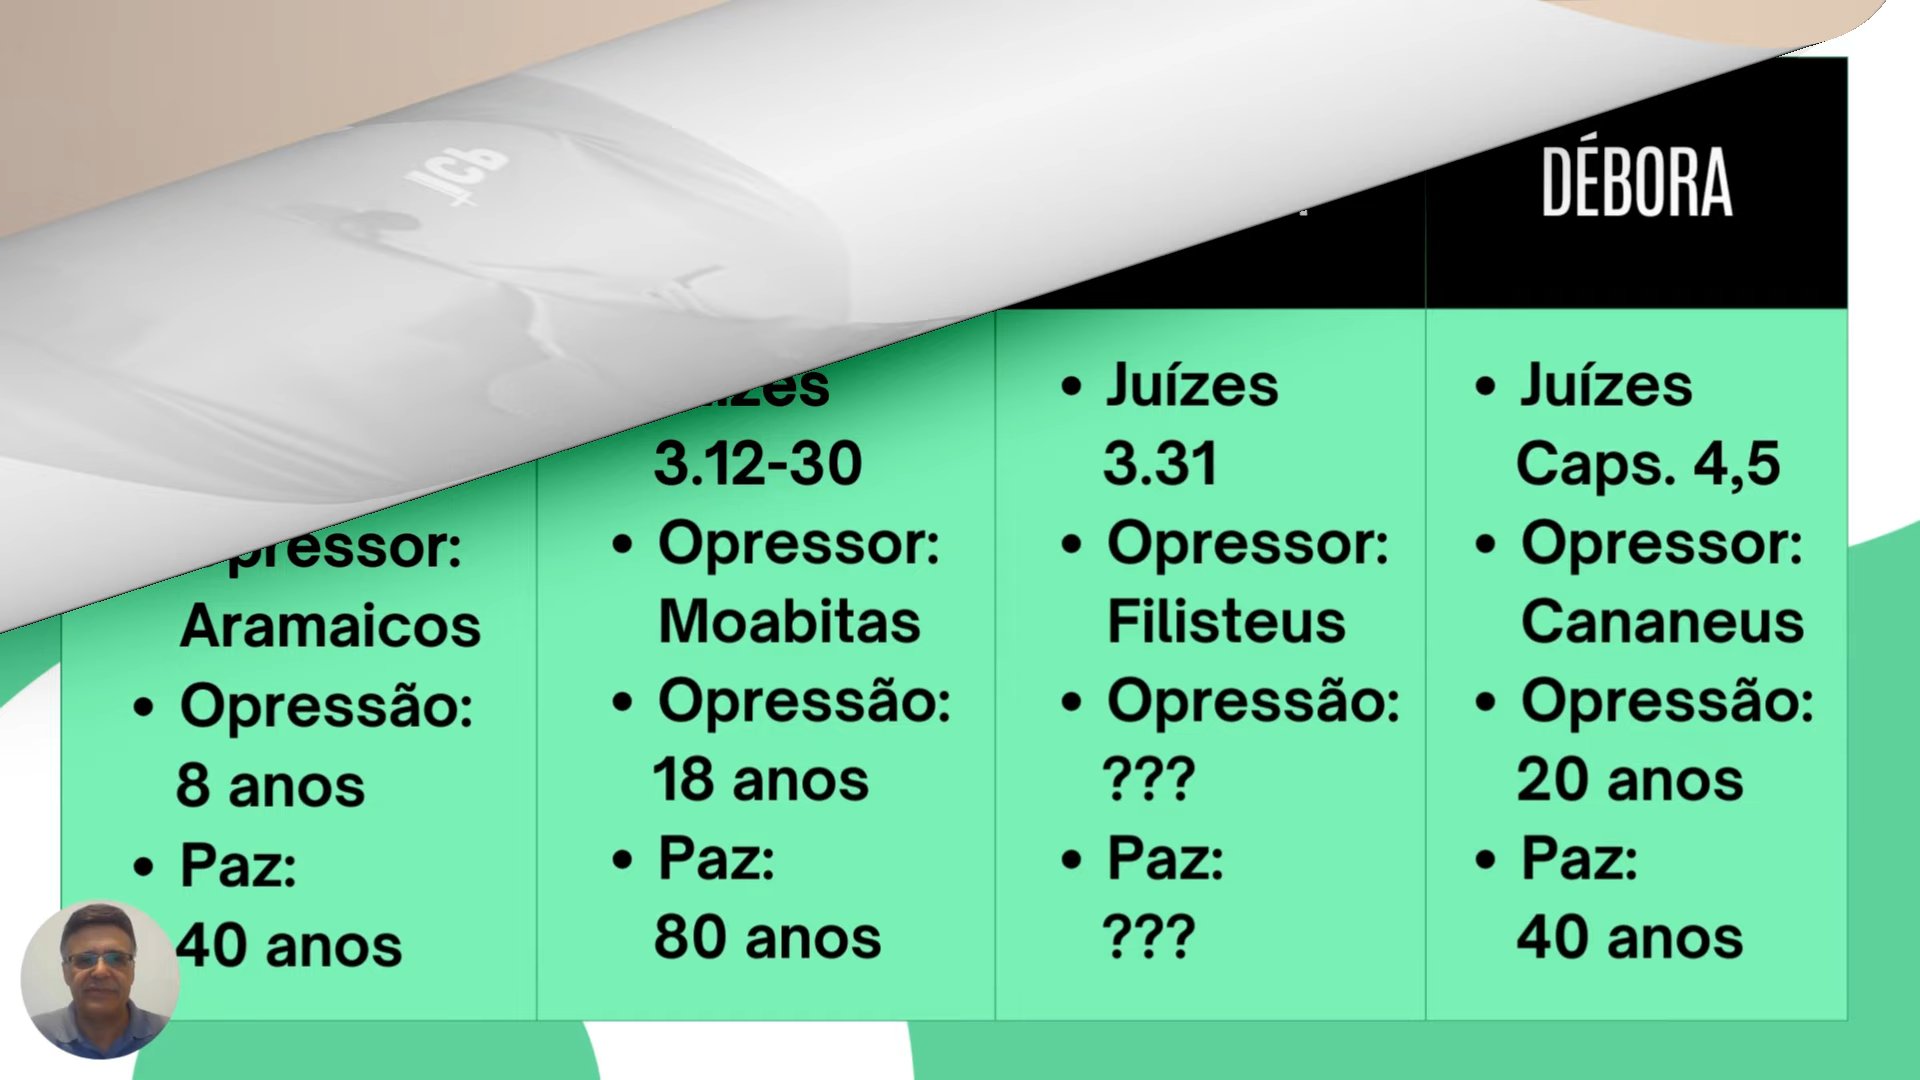 DÉBORA
pressor:
Aramaicos
• Opressão:
8 anos
• Paz:
40 anos
3.12-30
• Opressor:
Moabitas
• Opressão:
18 anos
• Paz:
80 anos
• Juízes
3.31
• Opressor:
Filisteus
• Opressão:
???
• Paz:
???
• Juízes
Caps. 4,5
• Opressor:
Cananeus
• Opressão:
20 anos
• Paz:
40 anos